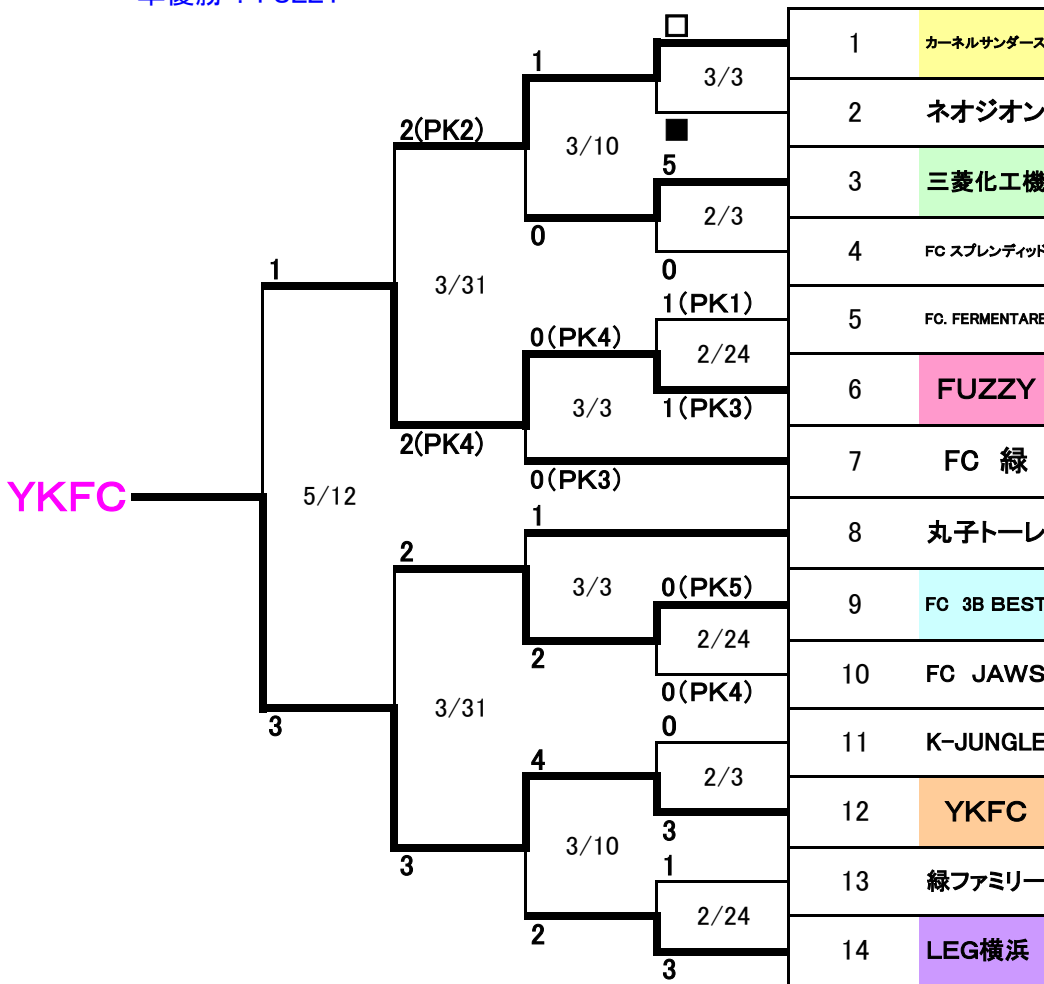 □
1 カーネルサンダース
1
3/3
2 ネオジオン
2(PK2)
■
3/10
5
3 三菱化工機
2/3
0
4 FC スプレンディッド
0
1
3/31
1(PK1)
5 FC. FERMENTARE
0(PK4)
2/24
6 FUZZY
3/3
1(PK3)
2(PK4)
7 FC 緑
0(PK3)
YKFC
5/12
1
8 丸子トーレ
2
3/3
0(PK5)
9 FC 3B BEST
2/24
2
10 FC JAWS
0(PK4)
3/31
0
3
11 K-JUNGLE
4
2/3
12 YKFC
3
3/10
3
1
13 緑ファミリー
2/24
2
14 LEG横浜
3